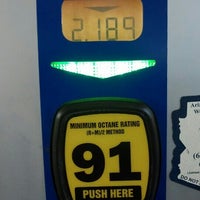 2.189
MINIMUM OCTANE RATING
(R+M)/2 METHOD
91
PUSH HERE